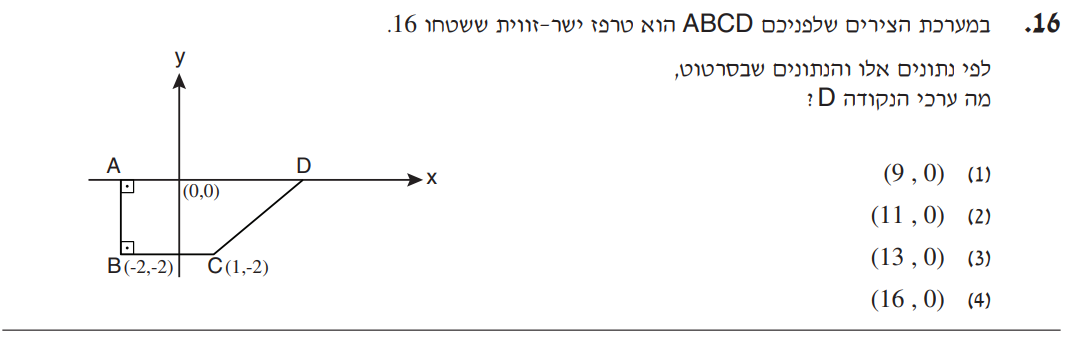 16. במערכת הצירים שלפניכם ABCD הוא טרפז ישר-זווית ששטחו 16.
לפי נתונים אלו והנתונים שבסרטוט,
מה ערכי הנקודה D?
(1) (9 , 0)
(2) (11 , 0)
(3) (13 , 0)
(4) (16 , 0)
y
A
D
x
(0,0)
B(-2,-2)
C(1,-2)